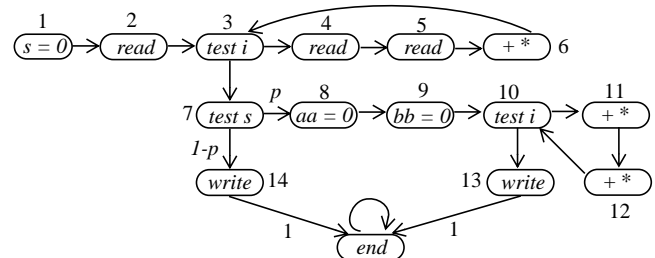 1 2 3 4 5
s = 0 read test i read read + * 6
p 8 9 10 11
7 test s aa = 0 bb = 0 test i + *
1-p
write 14 13 write + *
12
1 1
end